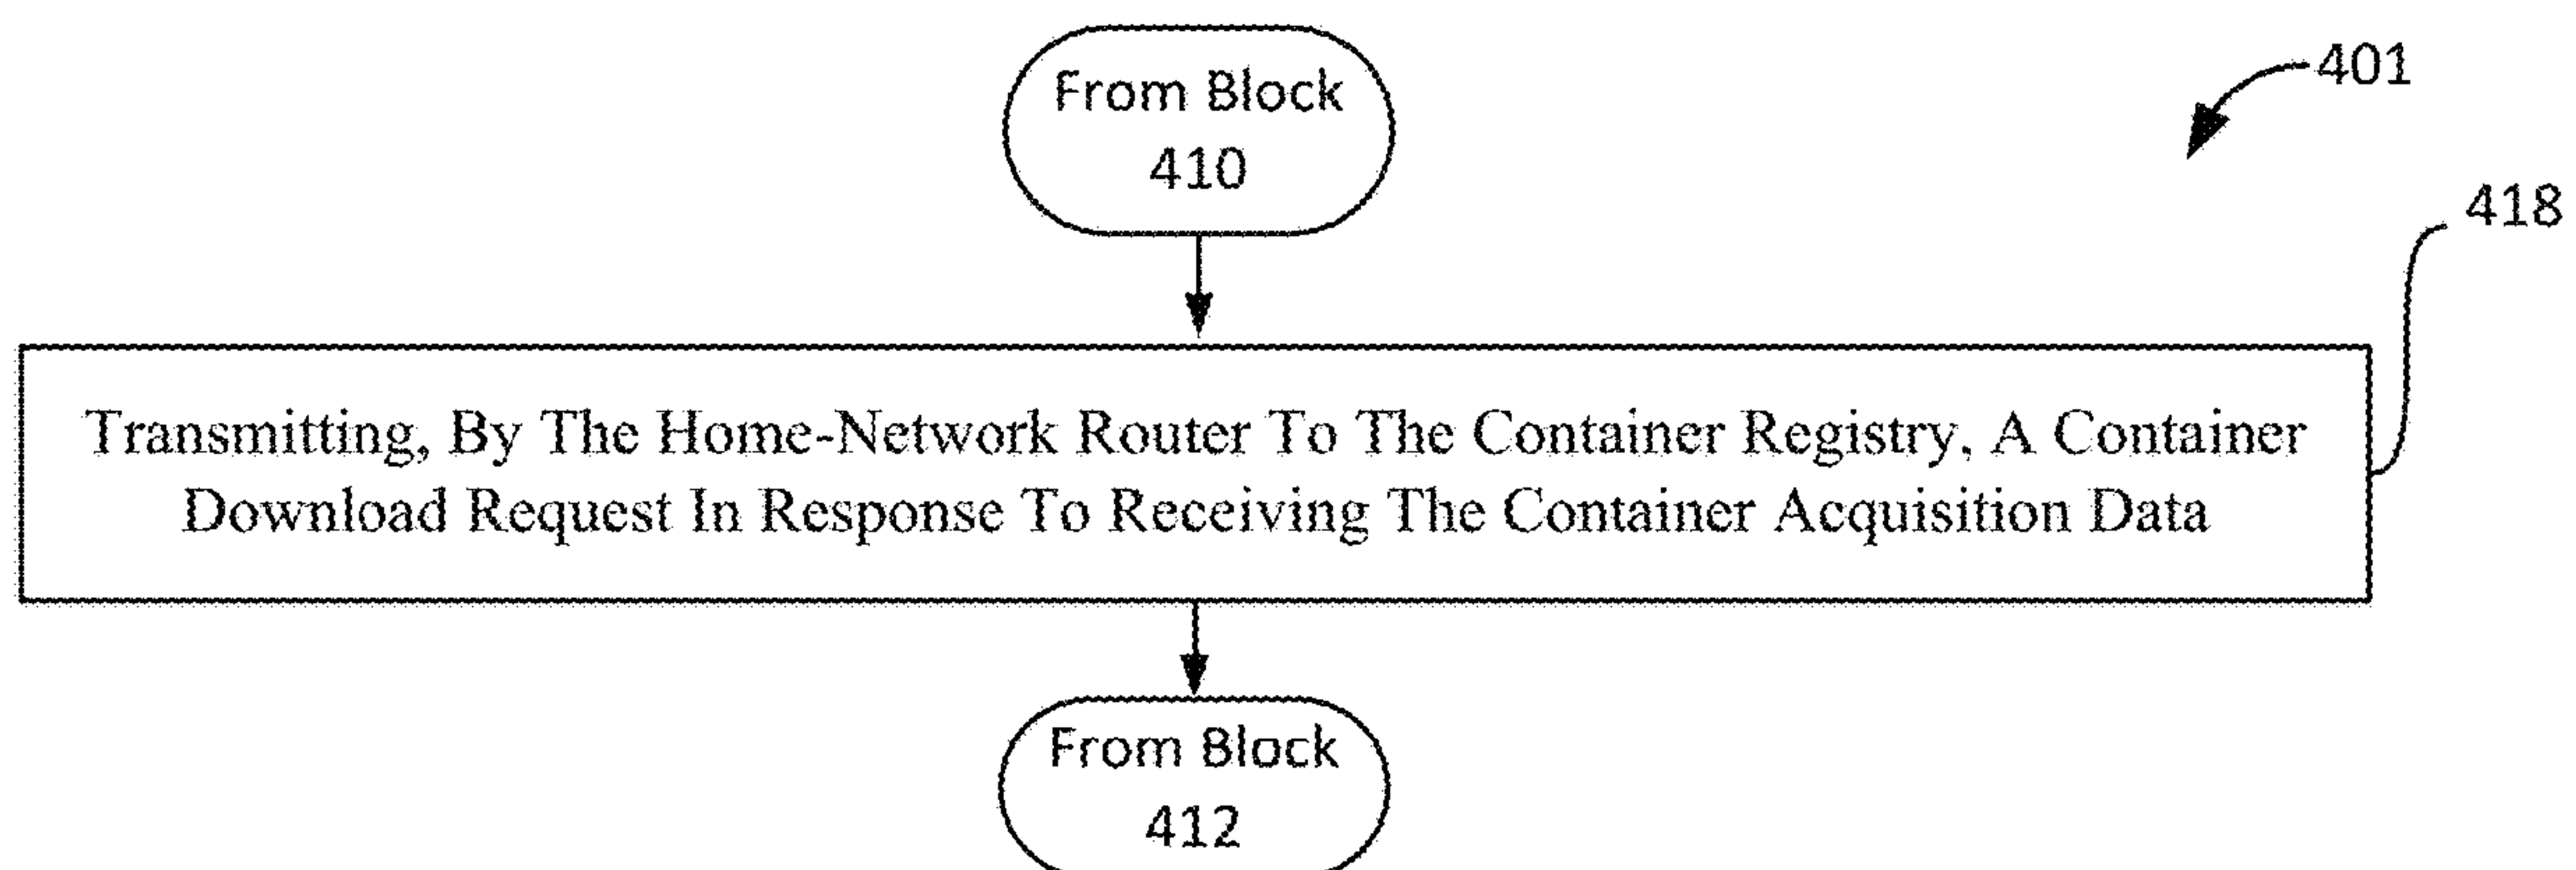 From Block
410
401
418
Transmitting, By The Home-Network Router To The Container Registry, A Container
Download Request In Response To Receiving The Container Acquisition Data
From Block
412